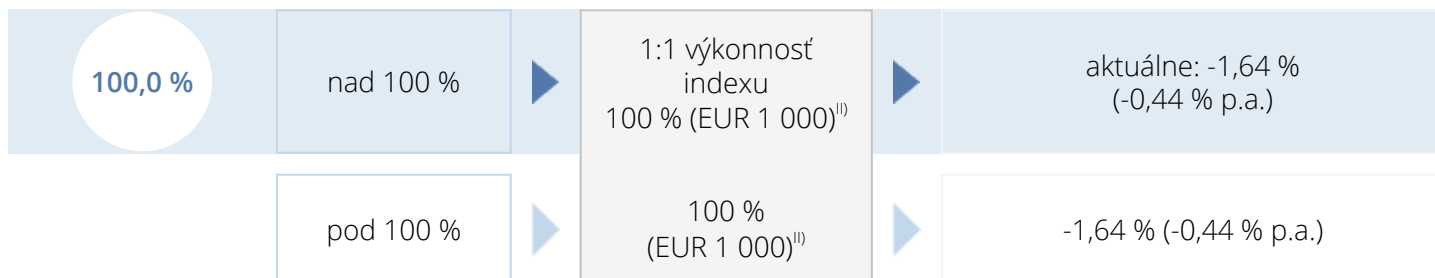 100,0 %
nad 100 %
1:1 výkonnosť
indexu
100 % (EUR 1 000)II)
aktuálne: -1,64 %
(-0,44 % p.a.)
pod 100 %
100 %
(EUR 1 000)II)
-1,64 % (-0,44 % p.a.)